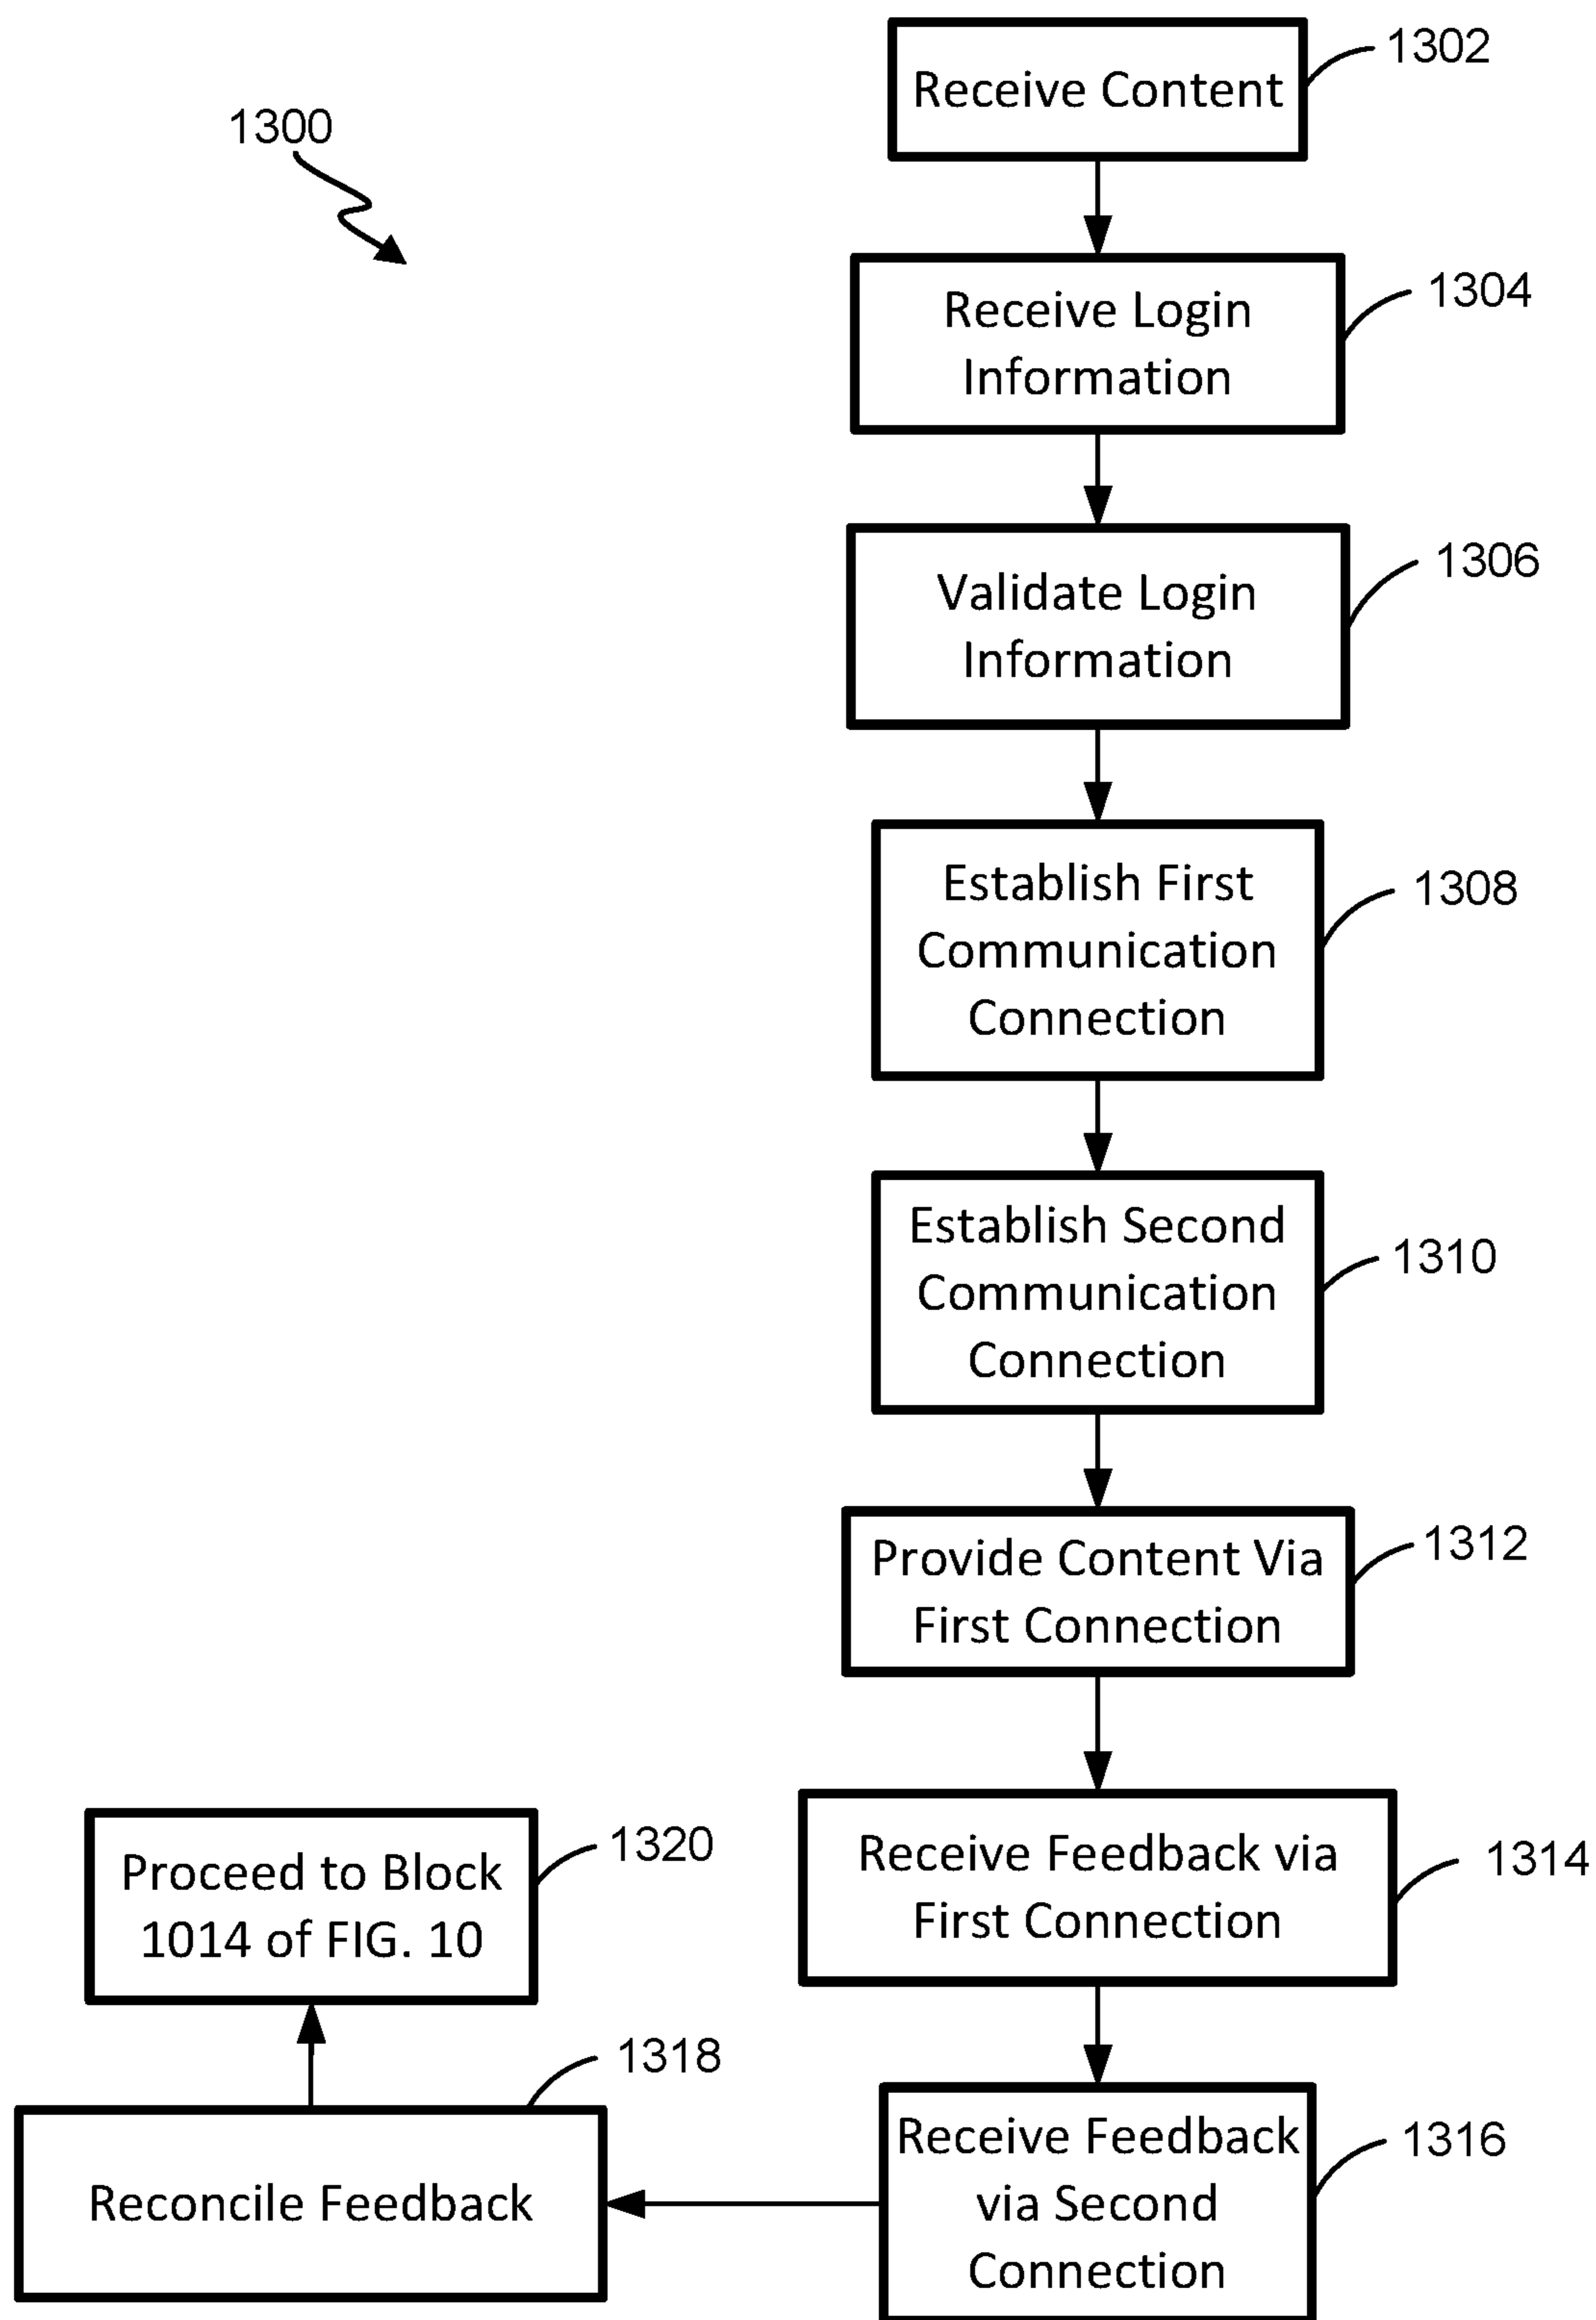 1300
Receive Content
1302
Receive Login
Information
1304
Validate Login
Information
1306
Establish First
Communication
Connection
1308
Establish Second
Communication
Connection
1310
Provide Content Via
First Connection
1312
Receive Feedback via
First Connection
1314
Receive Feedback
via Second
Connection
1316
Reconcile Feedback
1318
Proceed to Block
1014 of FIG. 10
1320